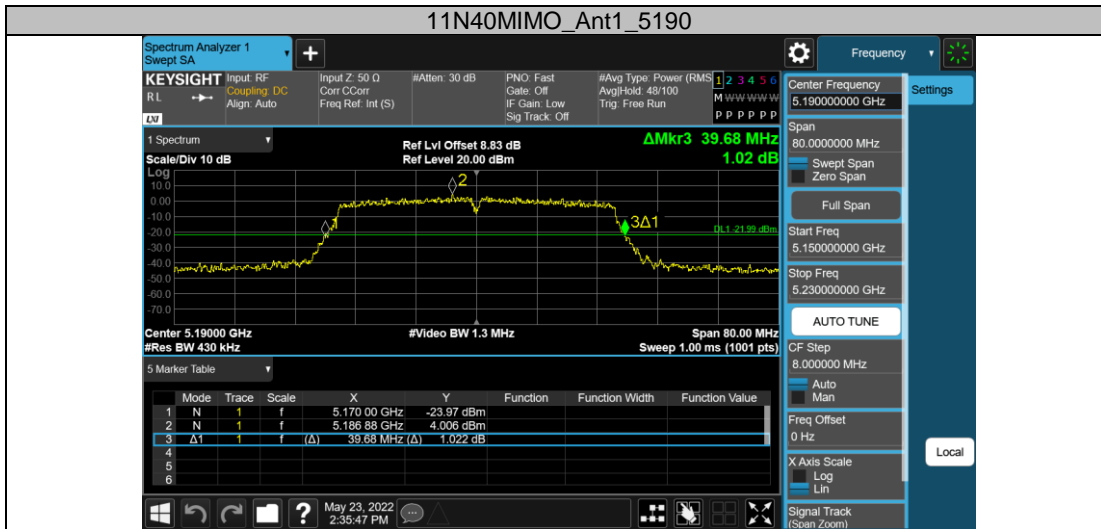 11N40MIMO_Ant1_5190
Spectrum Analyzer 1
Swept SA
Frequency
KEYSIGHT
RL
LXI
Input: RF
Coupling: DC
Align: Auto
Input Z: 50 Ω
Corr CCorr
Freq Ref: Int (S)
#Atten: 30 dB
PNO: Fast
Gate: Off
IF Gain: Low
Sig Track: Off
#Avg Type: Power (RMS
Avg|Hold: 48/100
Trig: Free Run
1 2 3 4 5 6
M W W W W W
P P P P P P
Settings
Center Frequency
5.190000000 GHz
Span
80.0000000 MHz
Swept Span
Zero Span
Full Span
Start Freq
5.150000000 GHz
Stop Freq
5.230000000 GHz
AUTO TUNE
CF Step
8.000000 MHz
Auto
Man
Freq Offset
0 Hz
X Axis Scale
Log
Lin
Signal Track
(Span Zoom)
Local
1 Spectrum
Scale/Div 10 dB
Ref Lvl Offset 8.83 dB
Ref Level 20.00 dBm
ΔMkr3 39.68 MHz
1.02 dB
Log
10.0
0.00
-10.0
-20.0
-30.0
-40.0
-50.0
-60.0
-70.0
1
2
3Δ1
DL1 -21.99 dBm
Center 5.19000 GHz
#Res BW 430 kHz
#Video BW 1.3 MHz
Span 80.00 MHz
Sweep 1.00 ms (1001 pts)
5 Marker Table
Mode Trace Scale X Y Function Function Width Function Value
1 N 1 f 5.170 00 GHz -23.97 dBm
2 N 1 f 5.186 88 GHz 4.006 dBm
3 Δ1 1 f (Δ) 39.68 MHz (Δ) 1.022 dB
4
5
6
?
May 23, 2022
2:35:47 PM